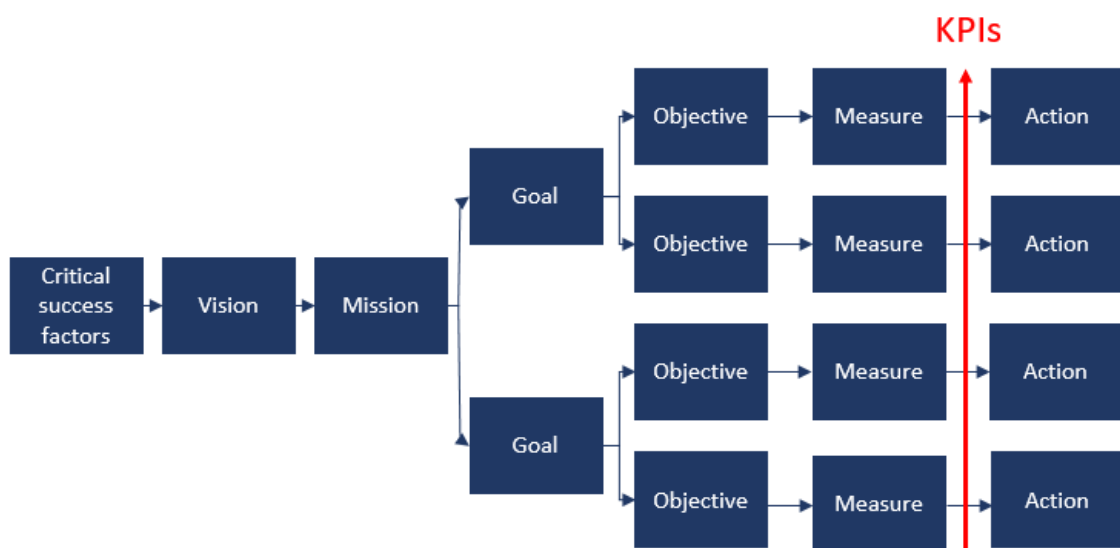 KPIs
Objective
Measure
Action
Goal
Objective
Measure
Action
Critical
success
factors
Vision
Mission
Objective
Measure
Action
Goal
Objective
Measure
Action